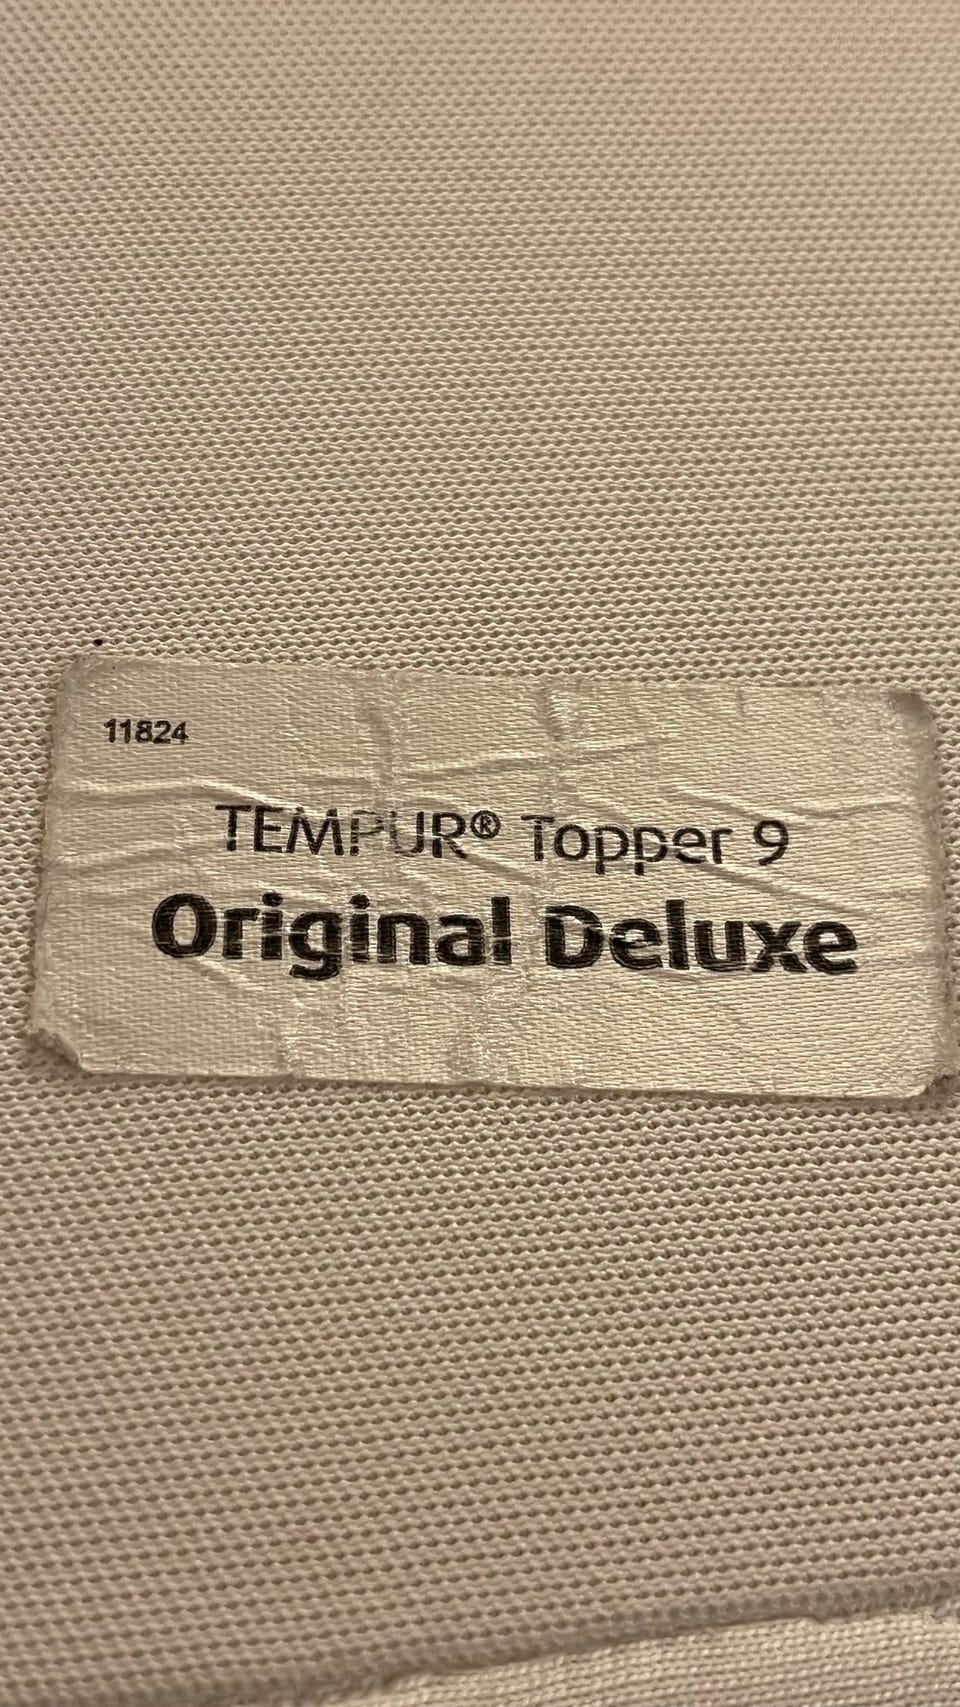 11824
TEMPUR® Topper 9
Original Deluxe